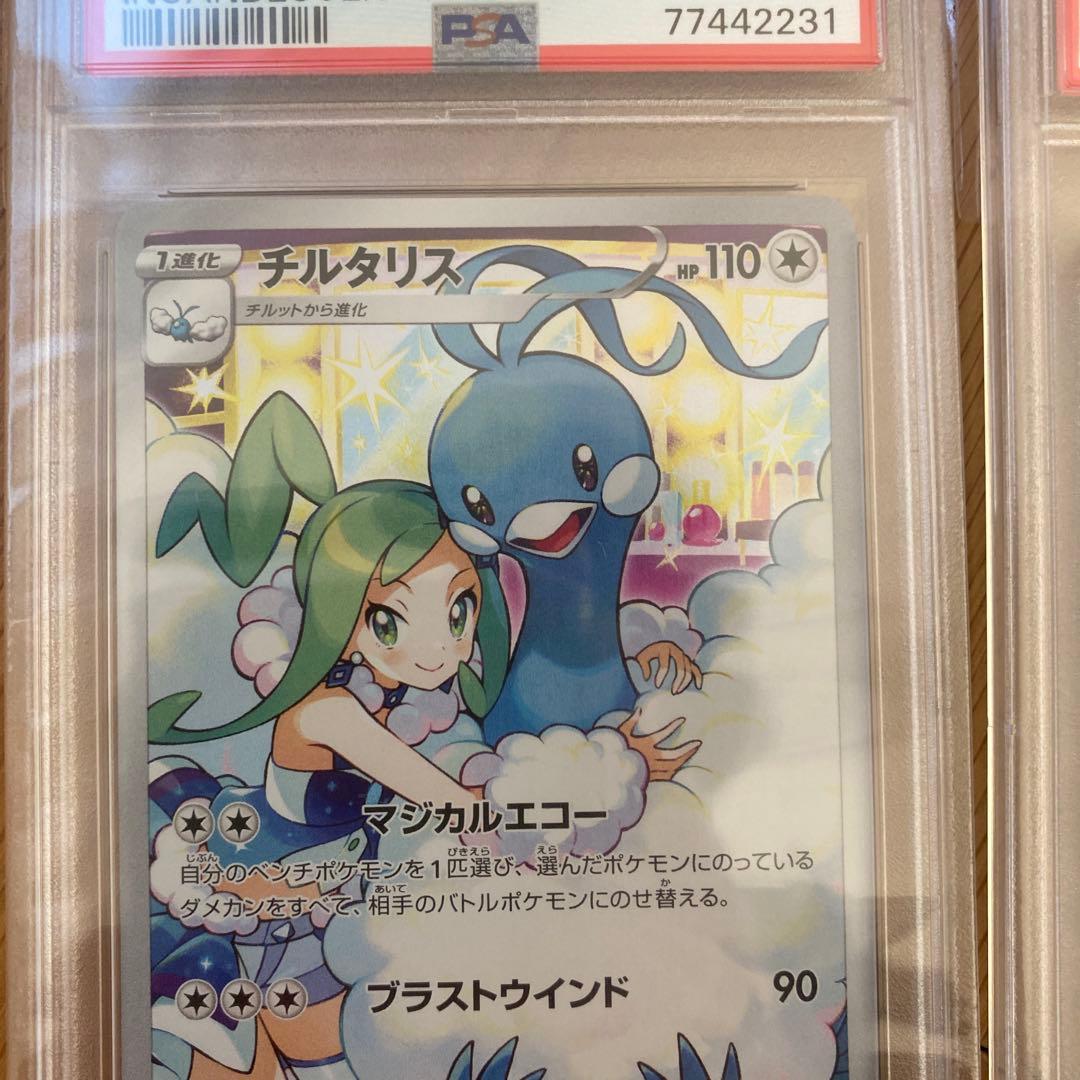 PSA
77442231
1進化
チルタリス
HP110
チルットから進化
マジカルエコー
自分のベンチポケモンを1匹選び、選んだポケモンにのっている
ダメカンをすべて、相手のバトルポケモンにのせ替える。
ブラストウインド 90